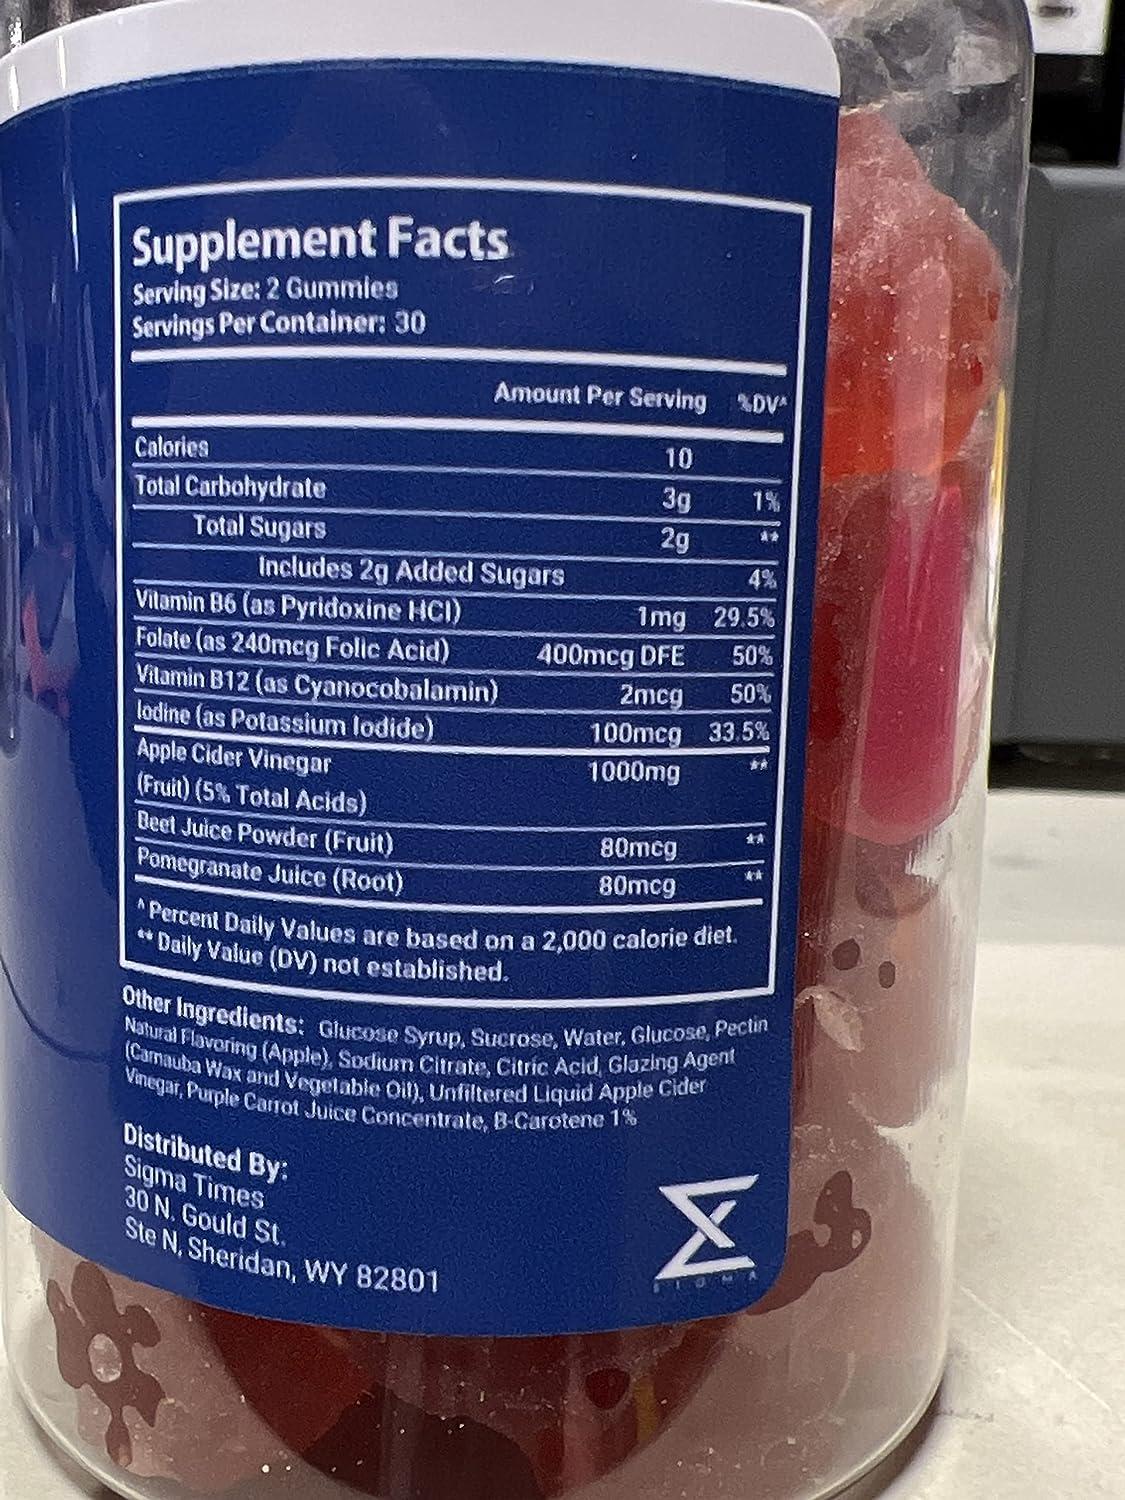 Supplement Facts
Serving Size: 2 Gummies
Servings Per Container: 30
Amount Per Serving %DV^
Calories 10
Total Carbohydrate 3g 1%
Total Sugars 2g **
Includes 2g Added Sugars 4%
Vitamin B6 (as Pyridoxine HCl) 1mg 29.5%
Folate (as 240mcg Folic Acid) 400mcg DFE 50%
Vitamin B12 (as Cyanocobalamin) 2mcg 50%
Iodine (as Potassium Iodide) 100mcg 33.5%
Apple Cider Vinegar 1000mg **
(Fruit) (5% Total Acids)
Beet Juice Powder (Fruit) 80mcg **
Pomegranate Juice (Root) 80mcg **
^ Percent Daily Values are based on a 2,000 calorie diet.
** Daily Value (DV) not established.
Other Ingredients: Glucose Syrup, Sucrose, Water, Glucose, Pectin
Natural Flavoring (Apple), Sodium Citrate, Citric Acid, Glazing Agent
(Carnauba Wax and Vegetable Oil), Unfiltered Liquid Apple Cider
Vinegar, Purple Carrot Juice Concentrate, B-Carotene 1%
Distributed By:
Sigma Times
30 N. Gould St.
Ste N, Sheridan, WY 82801
SIGMA